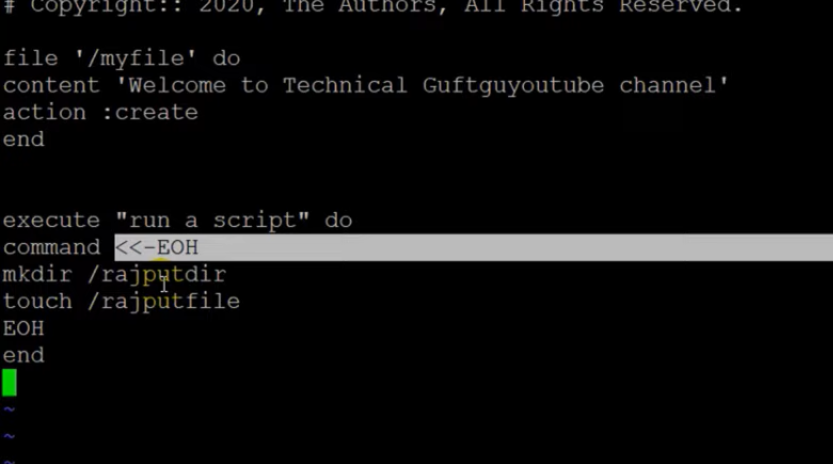 # Copyright:: 2020, The Authors, All Rights Reserved.
file '/myfile' do
content 'Welcome to Technical Guftguyoutube channel'
action :create
end
execute "run a script" do
command <<-EOH
mkdir /rajputdir
touch /rajputfile
EOH
end
~
~
~